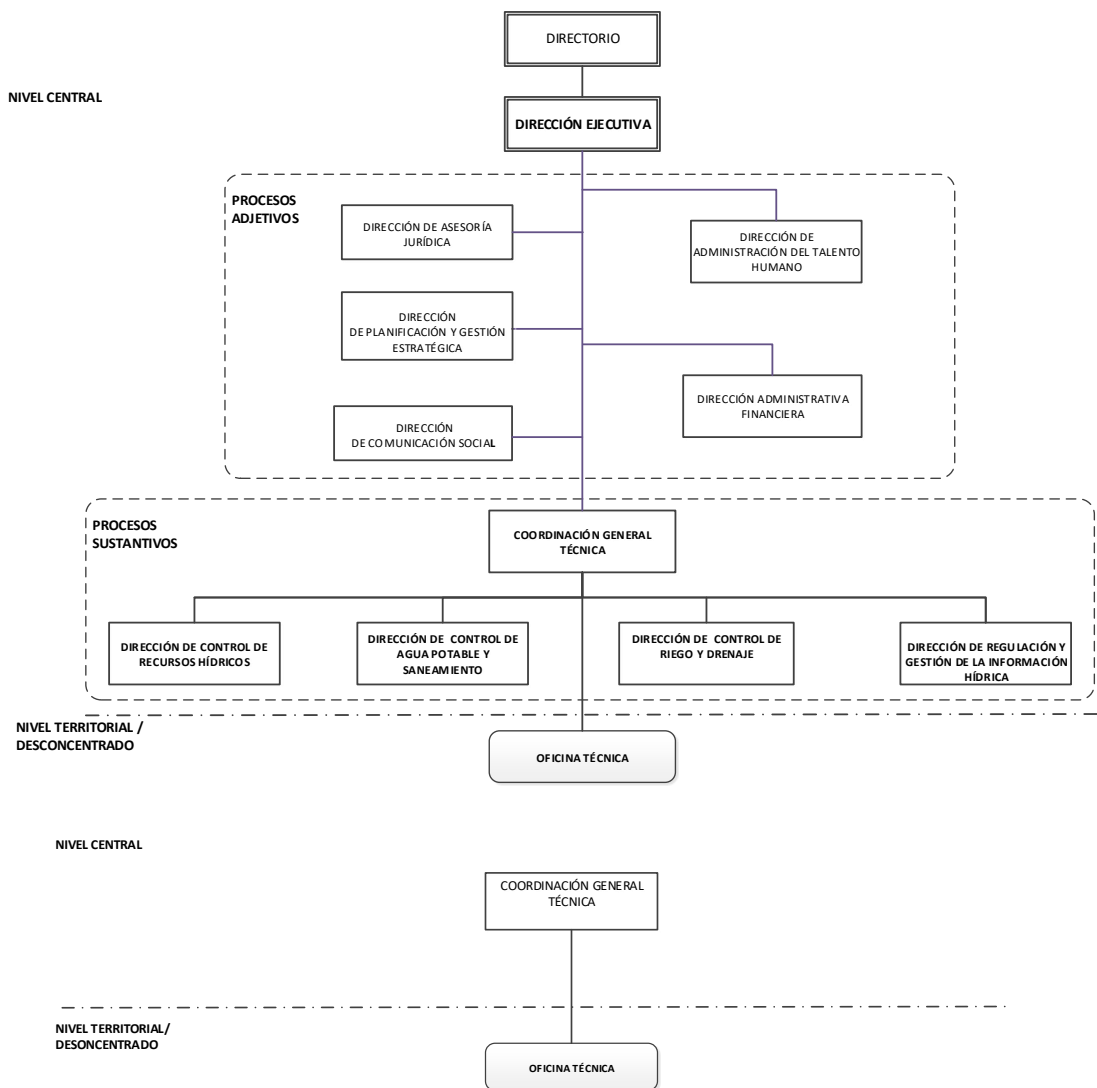 DIRECTORIO
NIVEL CENTRAL
DIRECCIÓN EJECUTIVA
PROCESOS
ADJETIVOS
DIRECCIÓN DE ASESORÍA
JURÍDICA
DIRECCIÓN DE
ADMINISTRACIÓN DEL TALENTO
HUMANO
DIRECCIÓN
DE PLANIFICACIÓN Y GESTIÓN
ESTRATÉGICA
DIRECCIÓN ADMINISTRATIVA
FINANCIERA
DIRECCIÓN
DE COMUNICACIÓN SOCIAL
PROCESOS
SUSTANTIVOS
COORDINACIÓN GENERAL
TÉCNICA
DIRECCIÓN DE CONTROL DE
RECURSOS HÍDRICOS
DIRECCIÓN DE CONTROL DE
AGUA POTABLE Y
SANEAMIENTO
DIRECCIÓN DE CONTROL DE
RIEGO Y DRENAJE
DIRECCIÓN DE REGULACIÓN Y
GESTIÓN DE LA INFORMACIÓN
HÍDRICA
NIVEL TERRITORIAL /
DESCONCENTRADO
OFICINA TÉCNICA
NIVEL CENTRAL
COORDINACIÓN GENERAL
TÉCNICA
NIVEL TERRITORIAL/
DESONCENTRADO
OFICINA TÉCNICA